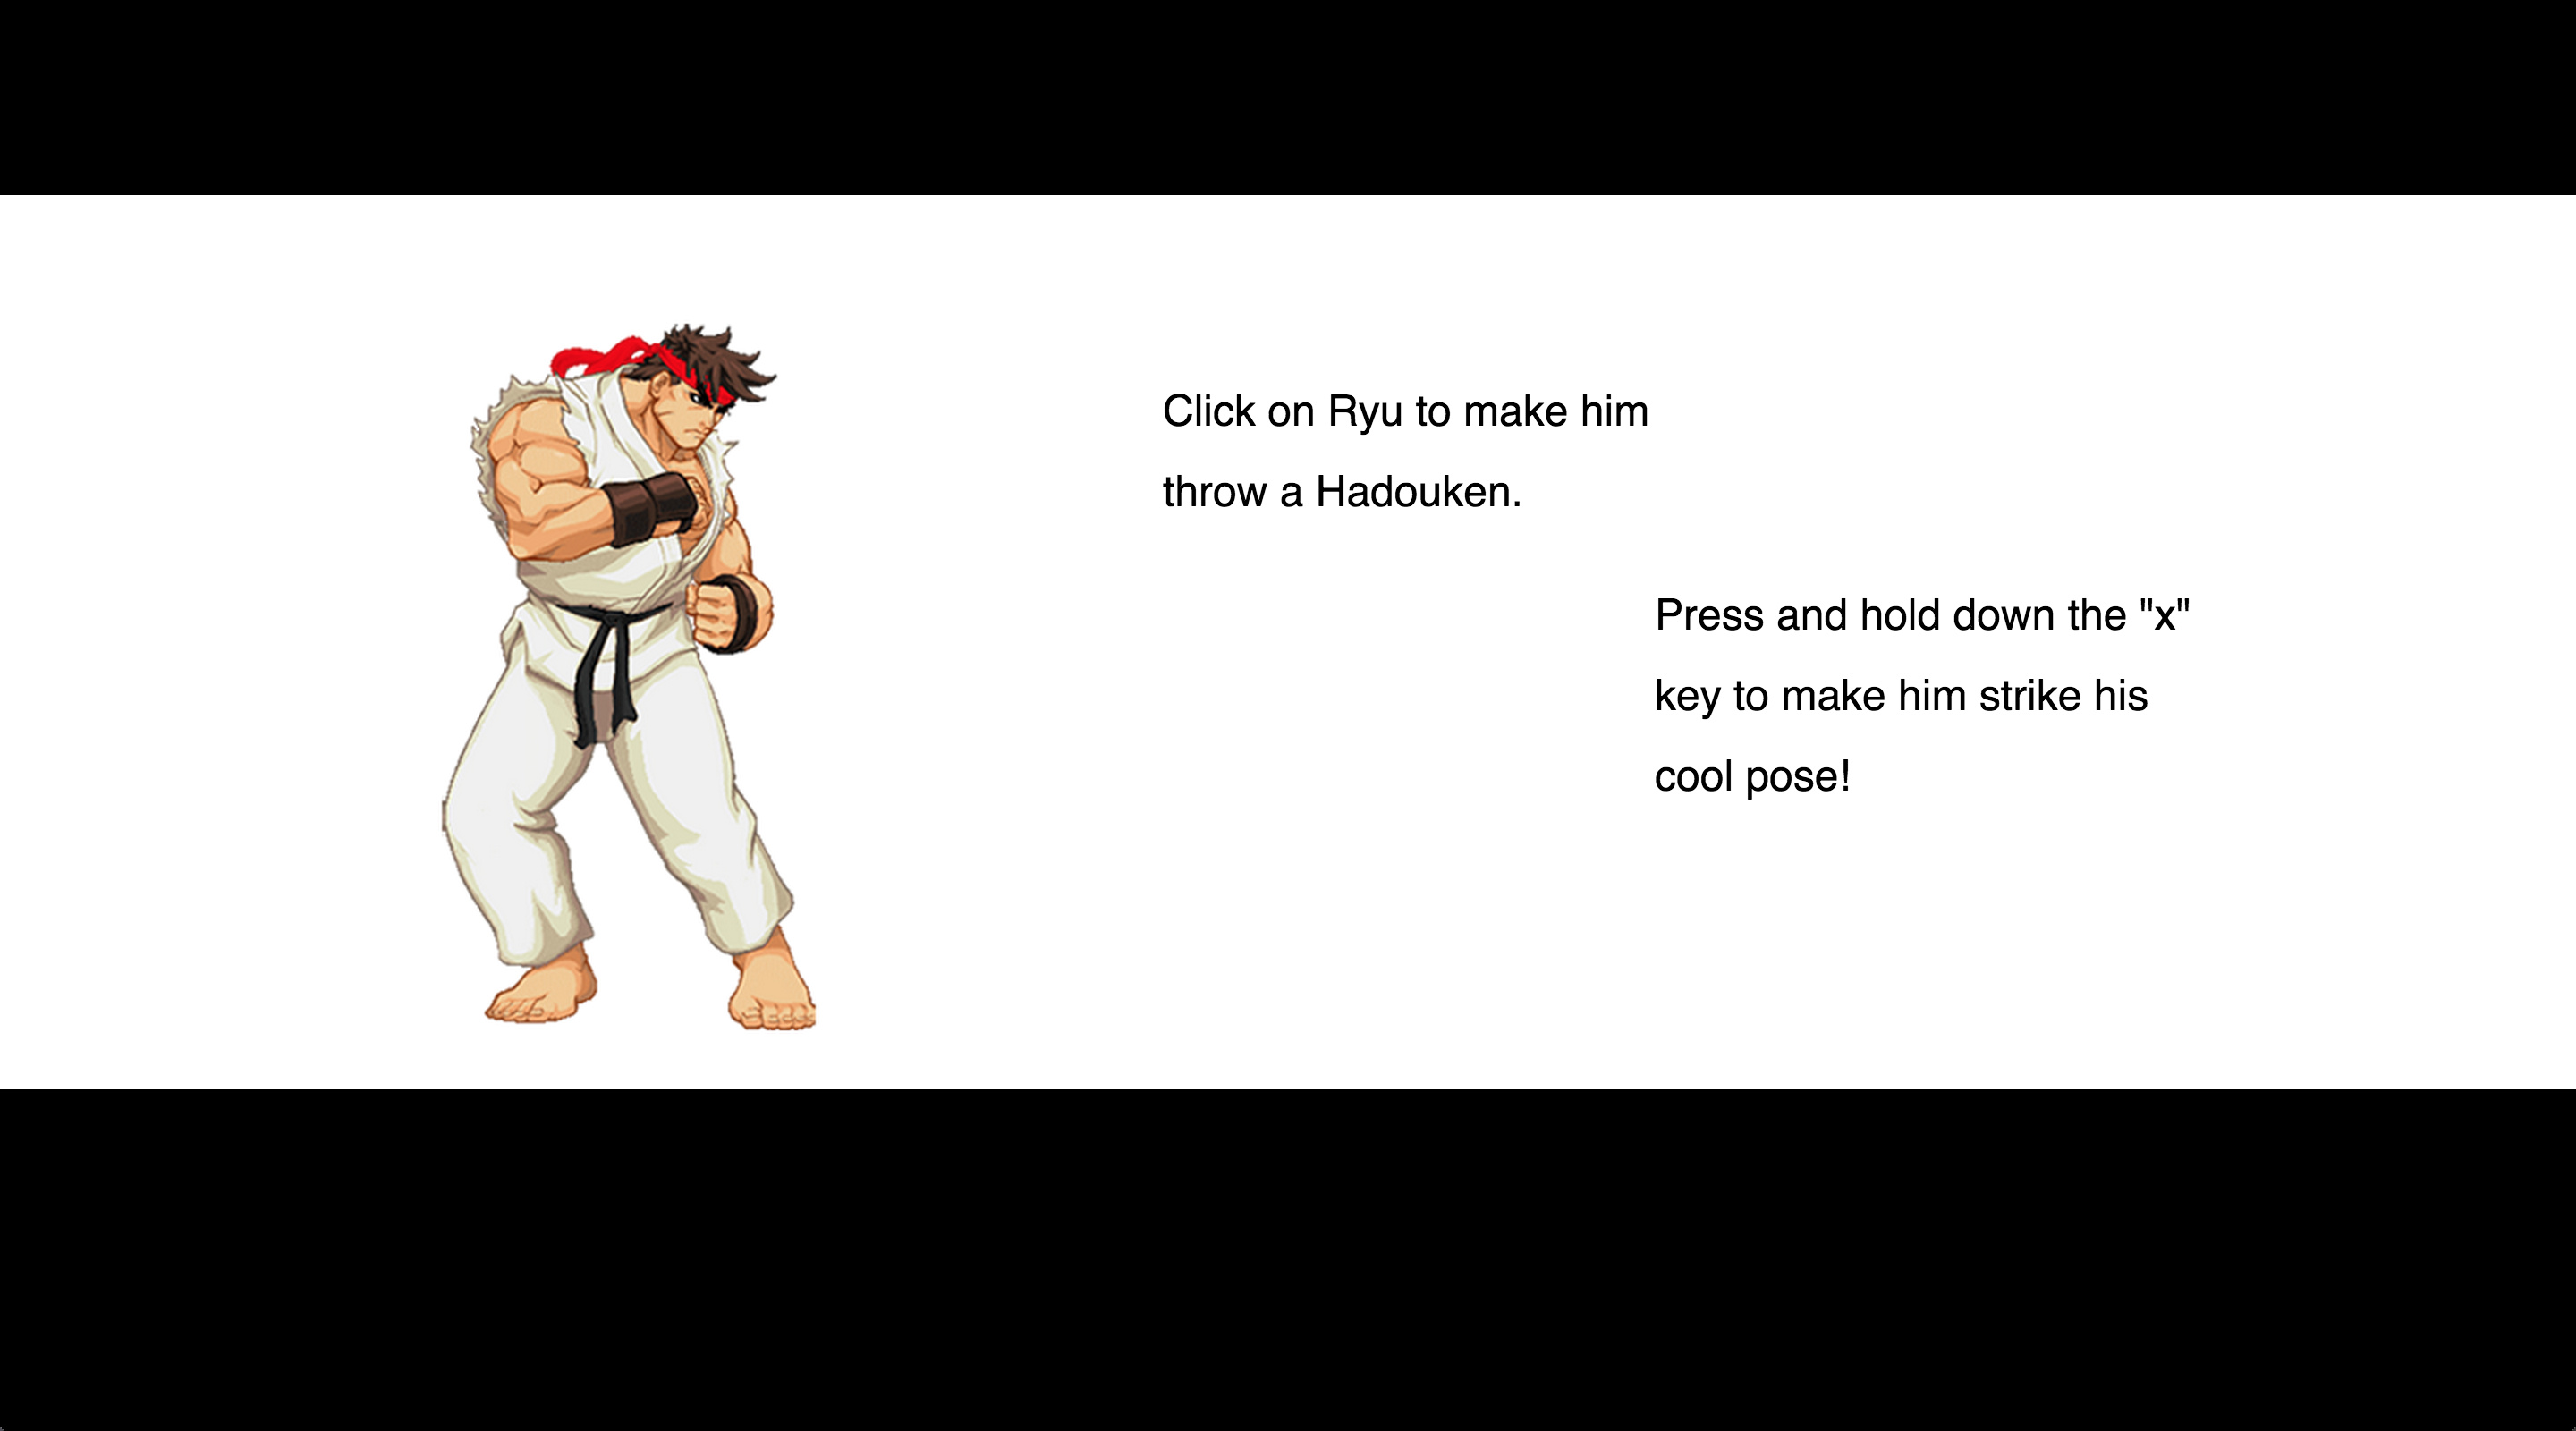 Click on Ryu to make him
throw a Hadouken.
Press and hold down the "x"
key to make him strike his
cool pose!